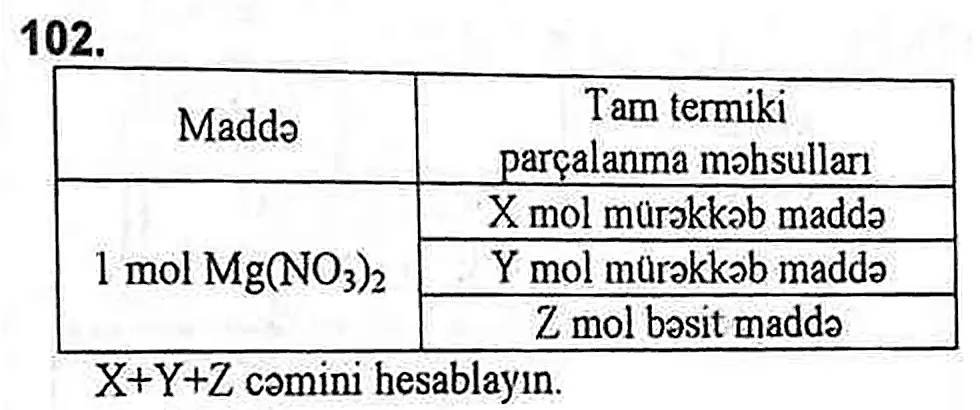 102.
Maddə
Tam termiki
parçalanma məhsulları
1 mol Mg(NO₃)₂
X mol mürəkkəb maddə
Y mol mürəkkəb maddə
Z mol bəsit maddə
X+Y+Z cəmini hesablayın.